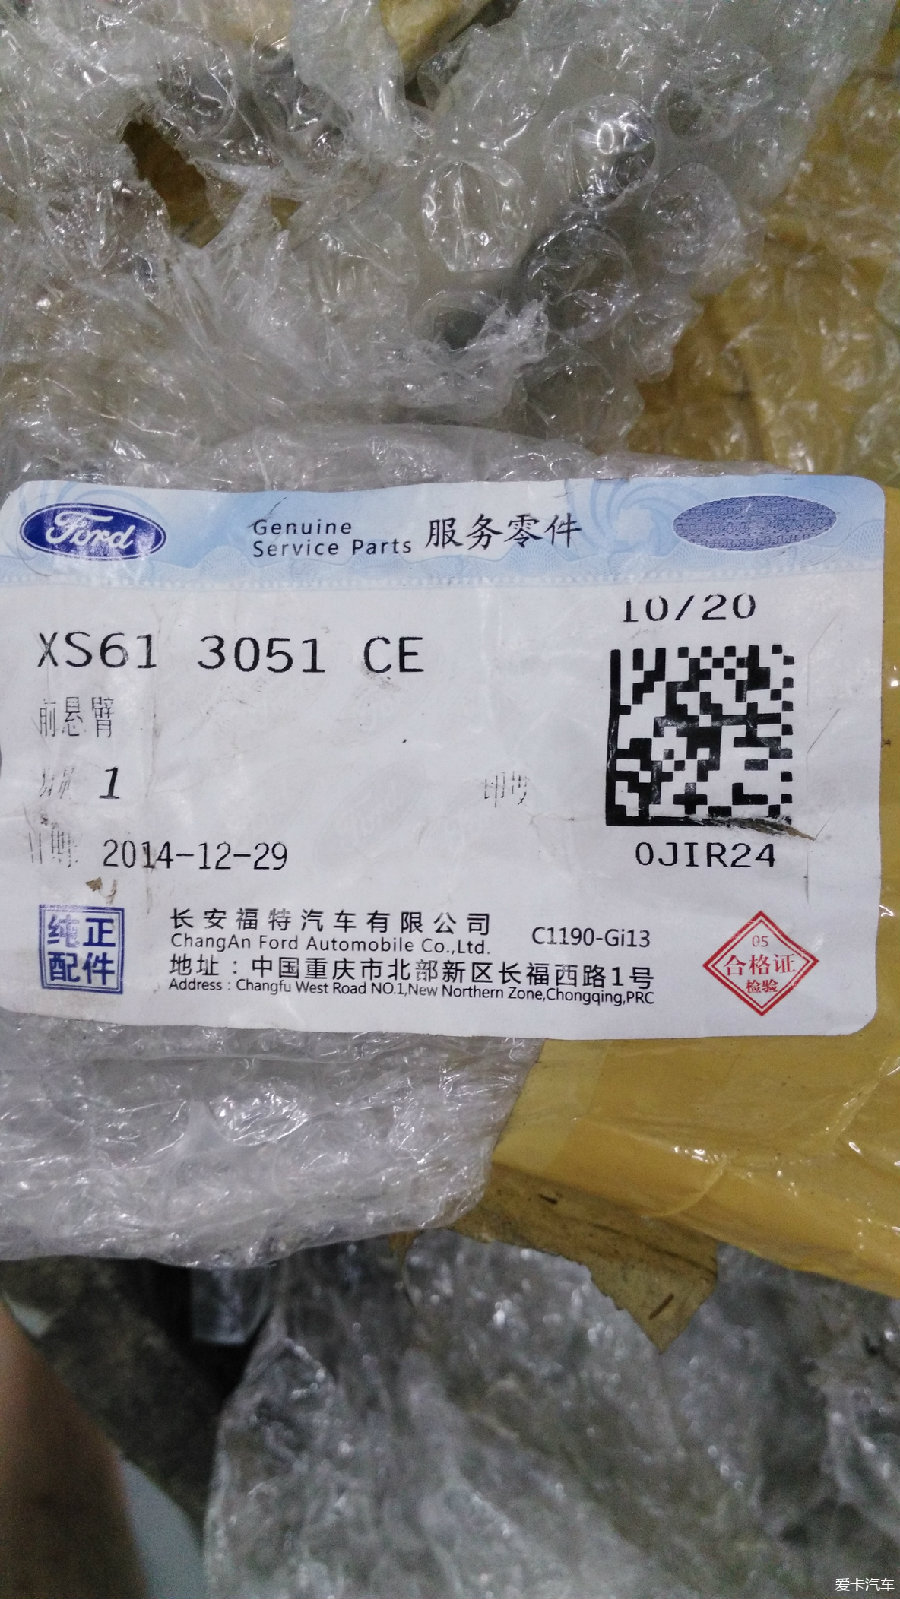 Ford
Genuine
Service Parts 服务零件
10/20
XS61 3051 CE
前悬臂
1
2014-12-29
0JIR24
纯正
配件
长安福特汽车有限公司
ChangAn Ford Automobile Co.,Ltd.
C1190-Gi13
地址：中国重庆市北部新区长福西路1号
Address : Changfu West Road NO.1,New Northern Zone,Chongqing,PRC
05
合格证
检验
爱卡汽车